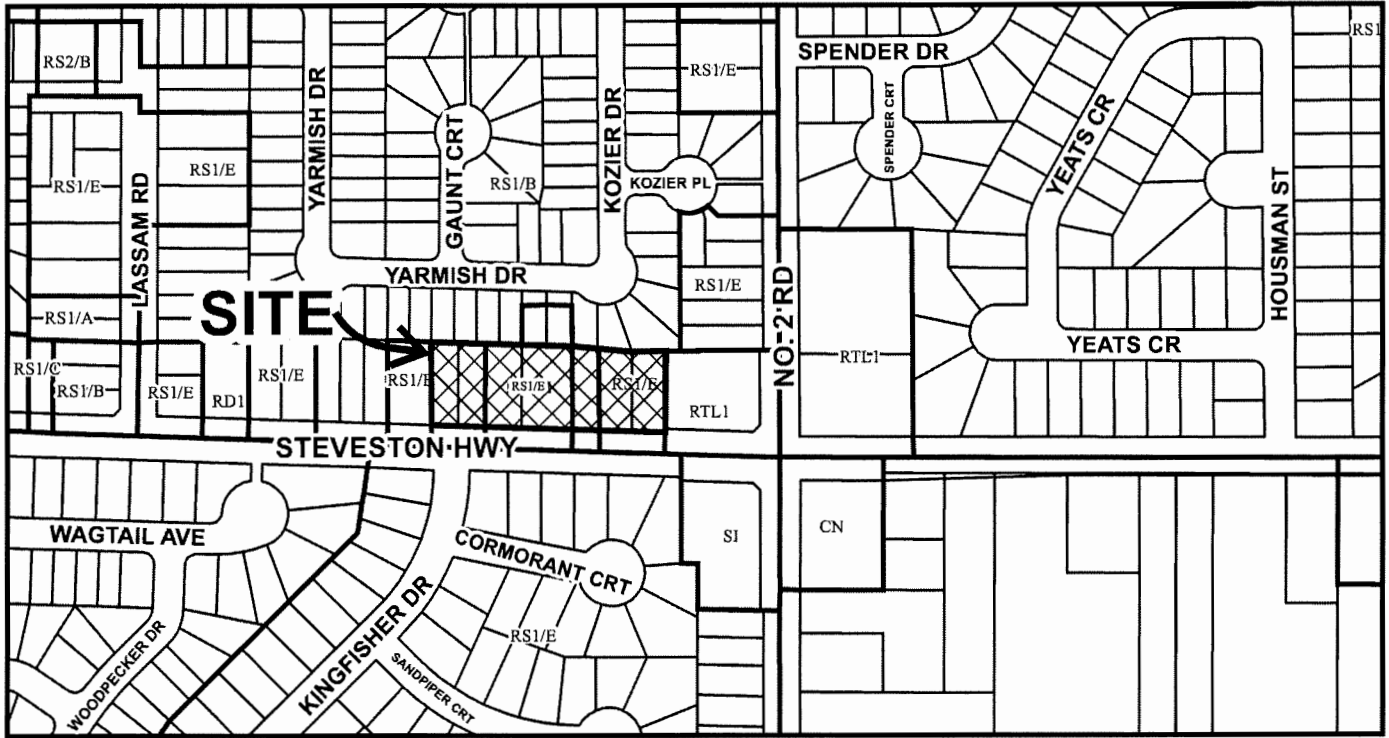 RS2/B
RS1/E
RS1/E
LASSAM RD
RS1/A
RS1/C
RS1/B
RS1/E
RD1
RS1/E
YARMISH DR
GAUNT CRT
RS1/B
KOZIER DR
KOZIER PL
RS1/E
RS1/E
YARMISH DR
SITE
RS1/E
RS1/E
RTL1
NO. 2 RD
RTL1
SPENDER DR
SPENDER CRT
YEATS CR
YEATS CR
HOUSMAN ST
RS1
STEVESTON HWY
WAGTAIL AVE
WOODPECKER DR
KINGFISHER DR
CORMORANT CRT
RS1/E
SANDPIPER CRT
SI
CN